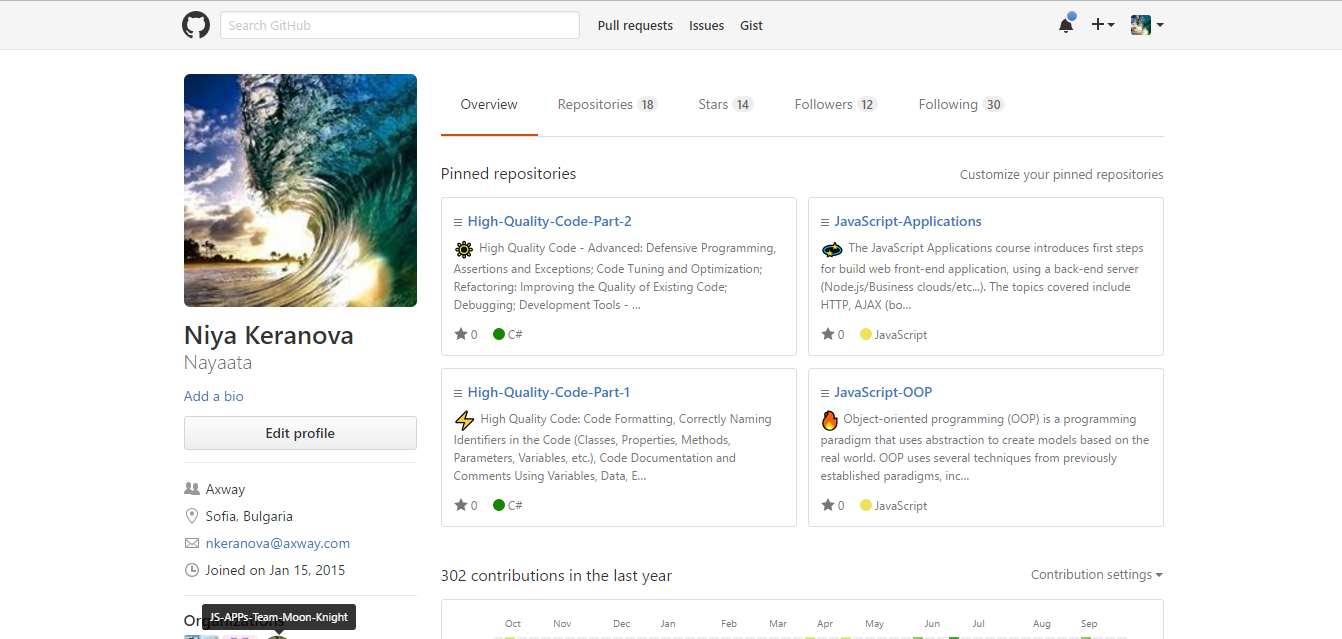 Search GitHub
Pull requests Issues Gist
Overview Repositories 18 Stars 14 Followers 12 Following 30
Niya Keranova
Nayaata
Add a bio
Edit profile
Axway
Sofia, Bulgaria
nkeranova@axway.com
Joined on Jan 15, 2015
Organizations
JS-APPs-Team-Moon-Knight
Pinned repositories
Customize your pinned repositories
High-Quality-Code-Part-2
High Quality Code - Advanced: Defensive Programming,
Assertions and Exceptions; Code Tuning and Optimization;
Refactoring: Improving the Quality of Existing Code;
Debugging; Development Tools - ...
0 C#
JavaScript-Applications
The JavaScript Applications course introduces first steps
for build web front-end application, using a back-end server
(Node.js/Business clouds/etc...). The topics covered include
HTTP, AJAX (bo...
0 JavaScript
High-Quality-Code-Part-1
High Quality Code: Code Formatting, Correctly Naming
Identifiers in the Code (Classes, Properties, Methods,
Parameters, Variables, etc.), Code Documentation and
Comments Using Variables, Data, E...
0 C#
JavaScript-OOP
Object-oriented programming (OOP) is a programming
paradigm that uses abstraction to create models based on the
real world. OOP uses several techniques from previously
established paradigms, inc...
0 JavaScript
302 contributions in the last year
Contribution settings
Oct Nov Dec Jan Feb Mar Apr May Jun Jul Aug Sep